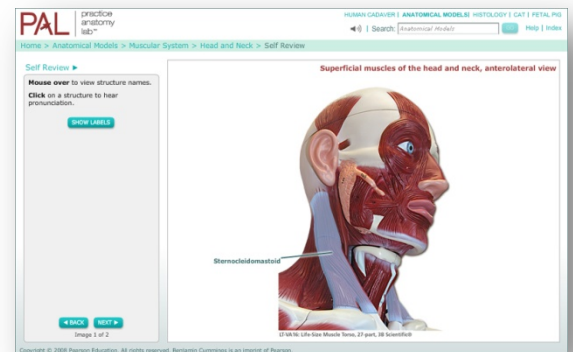 PAL practice anatomy lab™
HUMAN CADAVER | ANATOMICAL MODELS | HISTOLOGY | CAT | FETAL PIG
Search: Anatomical Models Help | Index
Home > Anatomical Models > Muscular System > Head and Neck > Self Review
Self Review ►
Mouse over to view structure names.
Click on a structure to hear
pronunciation.
SHOW LABELS
◄ BACK NEXT ►
Image 1 of 2
Superficial muscles of the head and neck, anterolateral view
Sternocleidomastoid
LT-VA16: Life-Size Muscle Torso, 27-part, 3B Scientific®
Copyright © 2008 Pearson Education. All rights reserved. Benjamin Cummings is an imprint of Pearson.